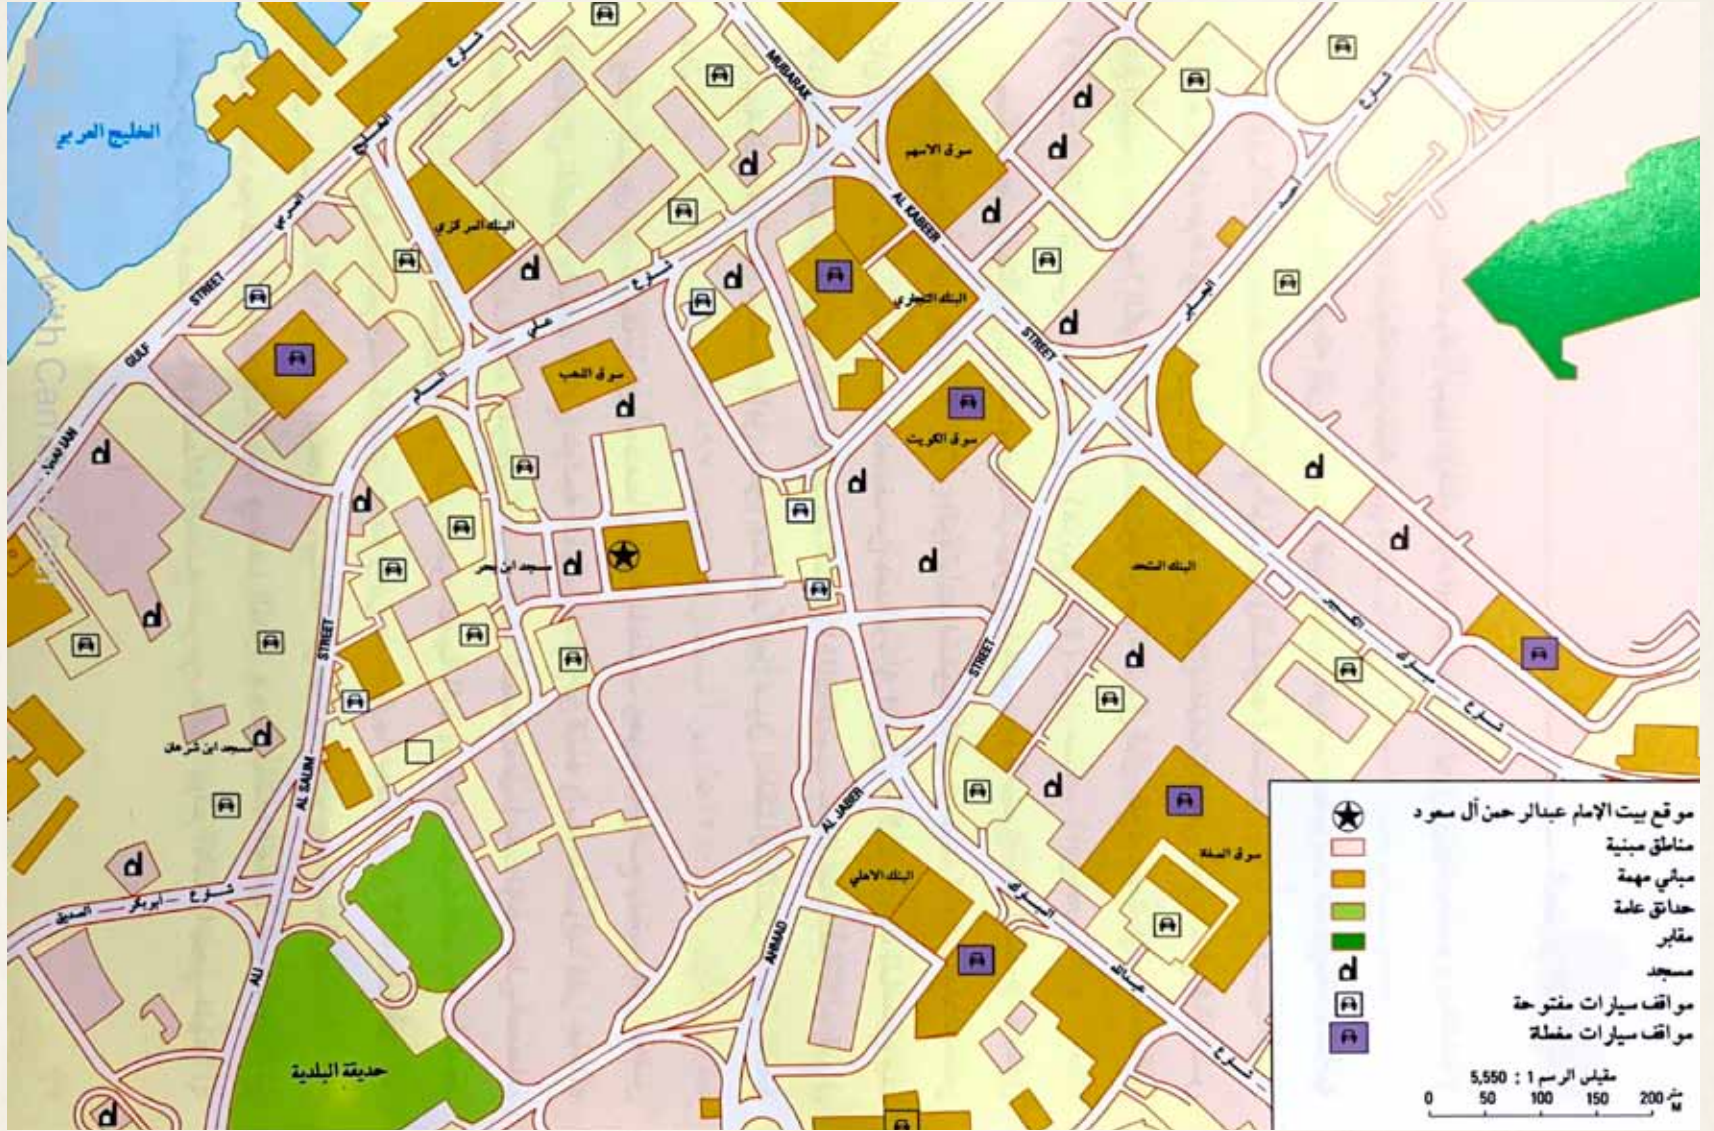 الخليج العربي
شارع
الخليج
العربي
GULF
STREET
MUBARAK
AL KABEER
STREET
سوق الاسهم
شارع
احمد
الجابر
البنك المركزي
شارع
علي
السالم
البنك التجاري
سوق الذهب
سوق الكويت
مسجد ابن بحر
البنك المتحد
شارع
مبارك
الكبير
مسجد ابن شرهان
STREET
AL SALIM
ALI
STREET
AL JABER
AHMAD
سوق الصفاة
البنك الاهلي
شارع
عبدالله
المبارك
شارع ابوبكر الصديق
حديقة البلدية
موقع بيت الإمام عبدالرحمن آل سعود
مناطق مبنية
مباني مهمة
حدائق عامة
مقابر
مسجد
مواقف سيارات مفتوحة
مواقف سيارات مغطاة
مقياس الرسم 1 : 5,550
0 50 100 150 200 متر
M